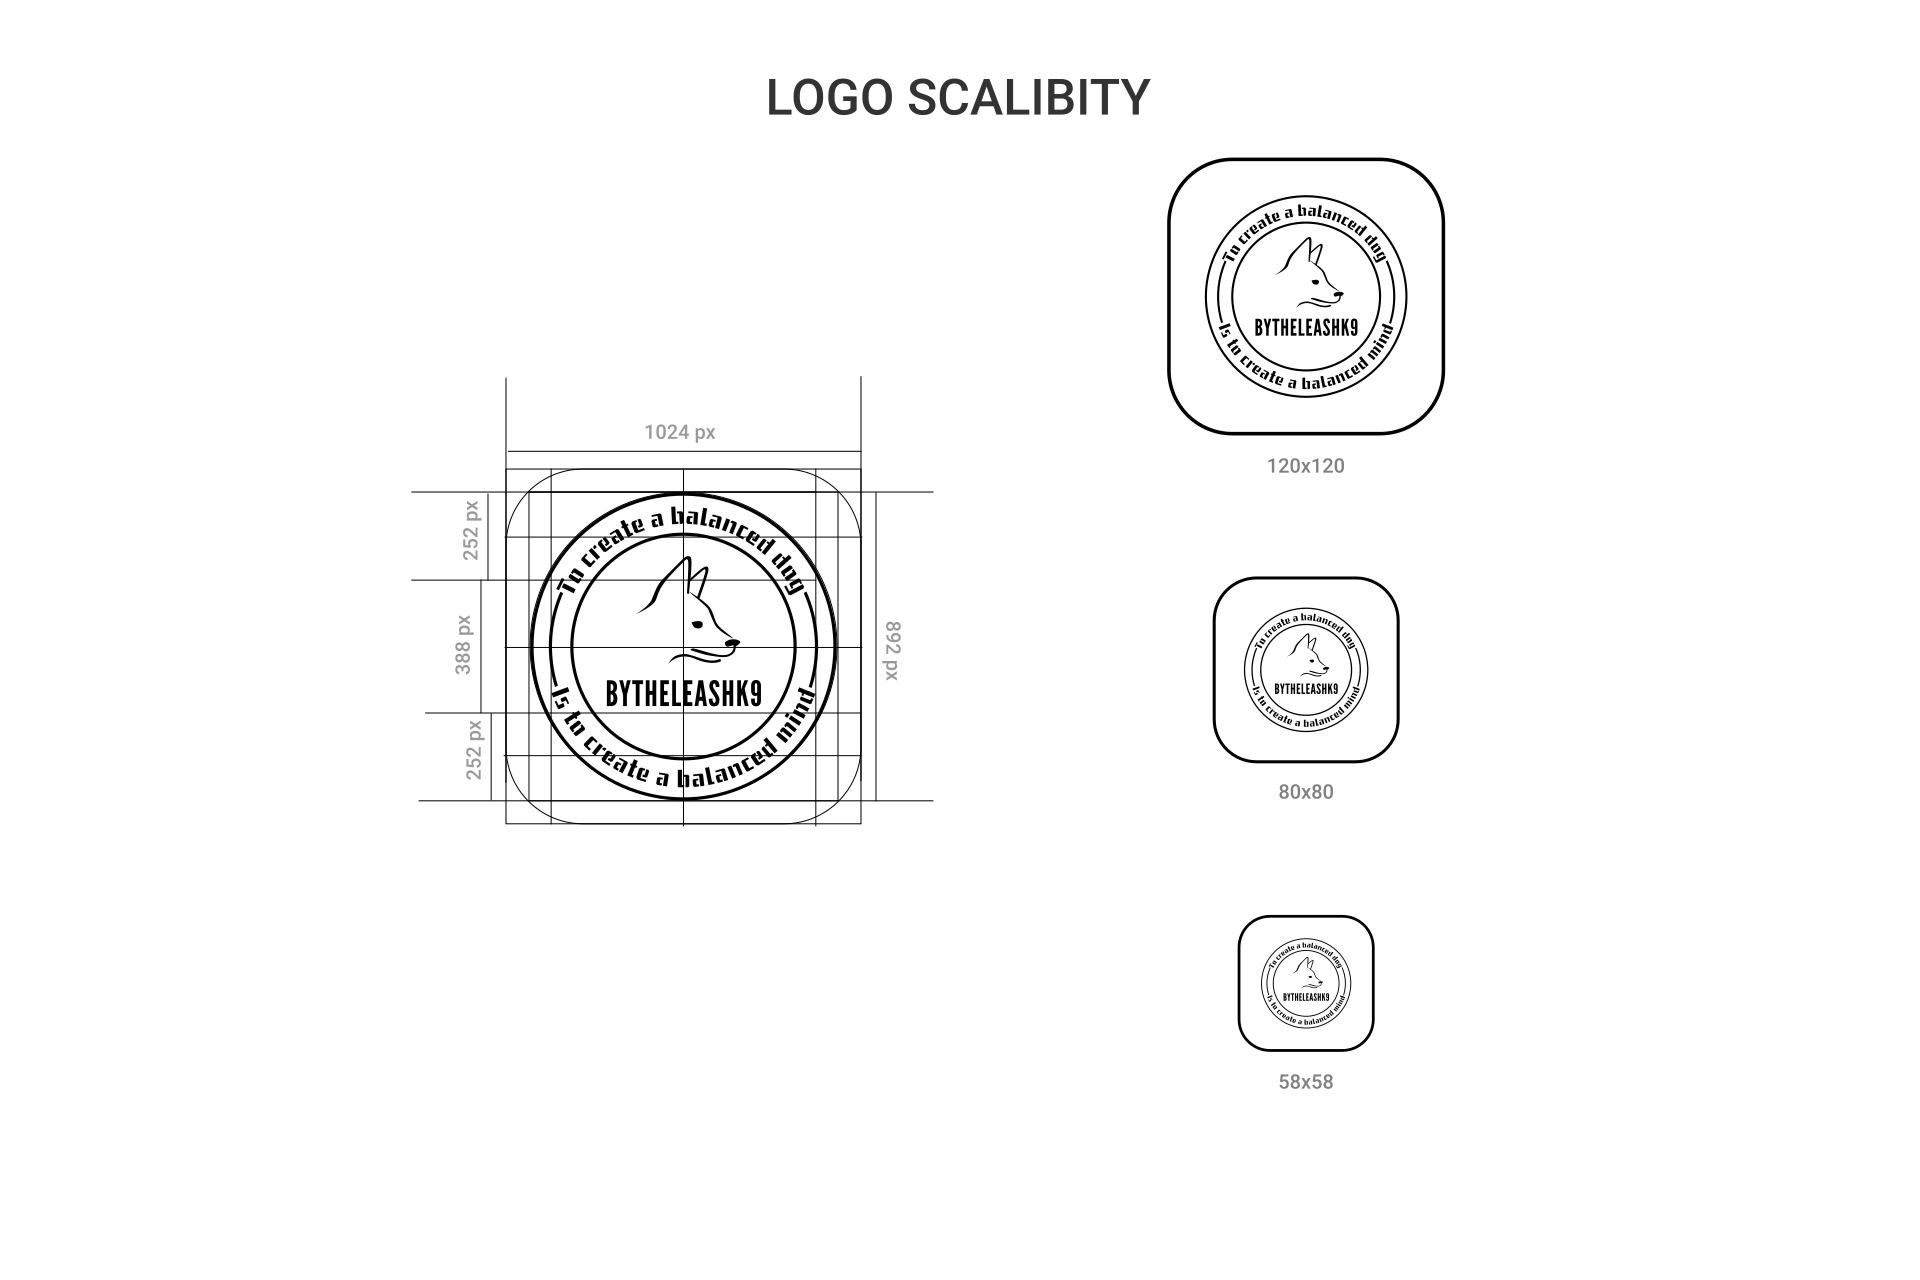 LOGO SCALIBITY
1024 px
252 px
388 px
252 px
892 px
To create a balanced dog
BYTHELEASHK9
Is to create a balanced mind
To create a balanced dog
BYTHELEASHK9
Is to create a balanced mind
120x120
To create a balanced dog
BYTHELEASHK9
Is to create a balanced mind
80x80
To create a balanced dog
BYTHELEASHK9
Is to create a balanced mind
58x58